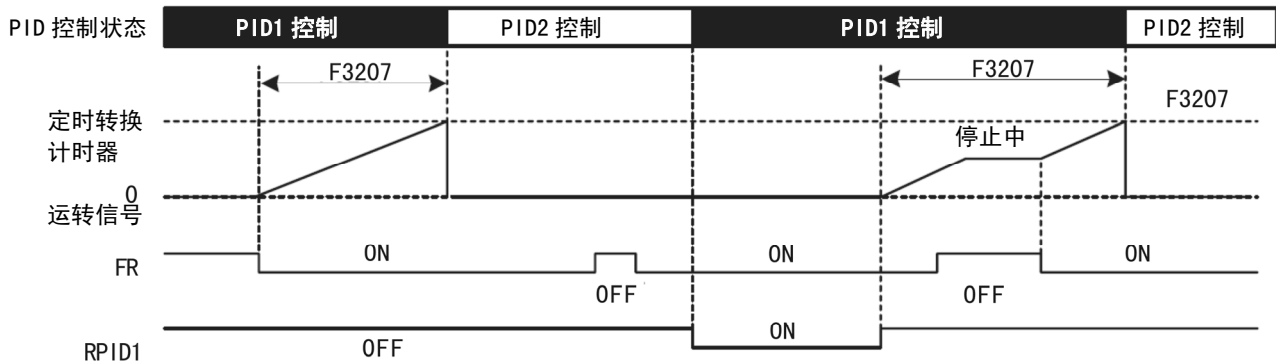 PID 控制状态 PID1 控制 PID2 控制 PID1 控制 PID2 控制
F3207 F3207 F3207
定时转换
计时器
停止中
0
运转信号
FR ON OFF ON OFF ON
RPID1 OFF ON